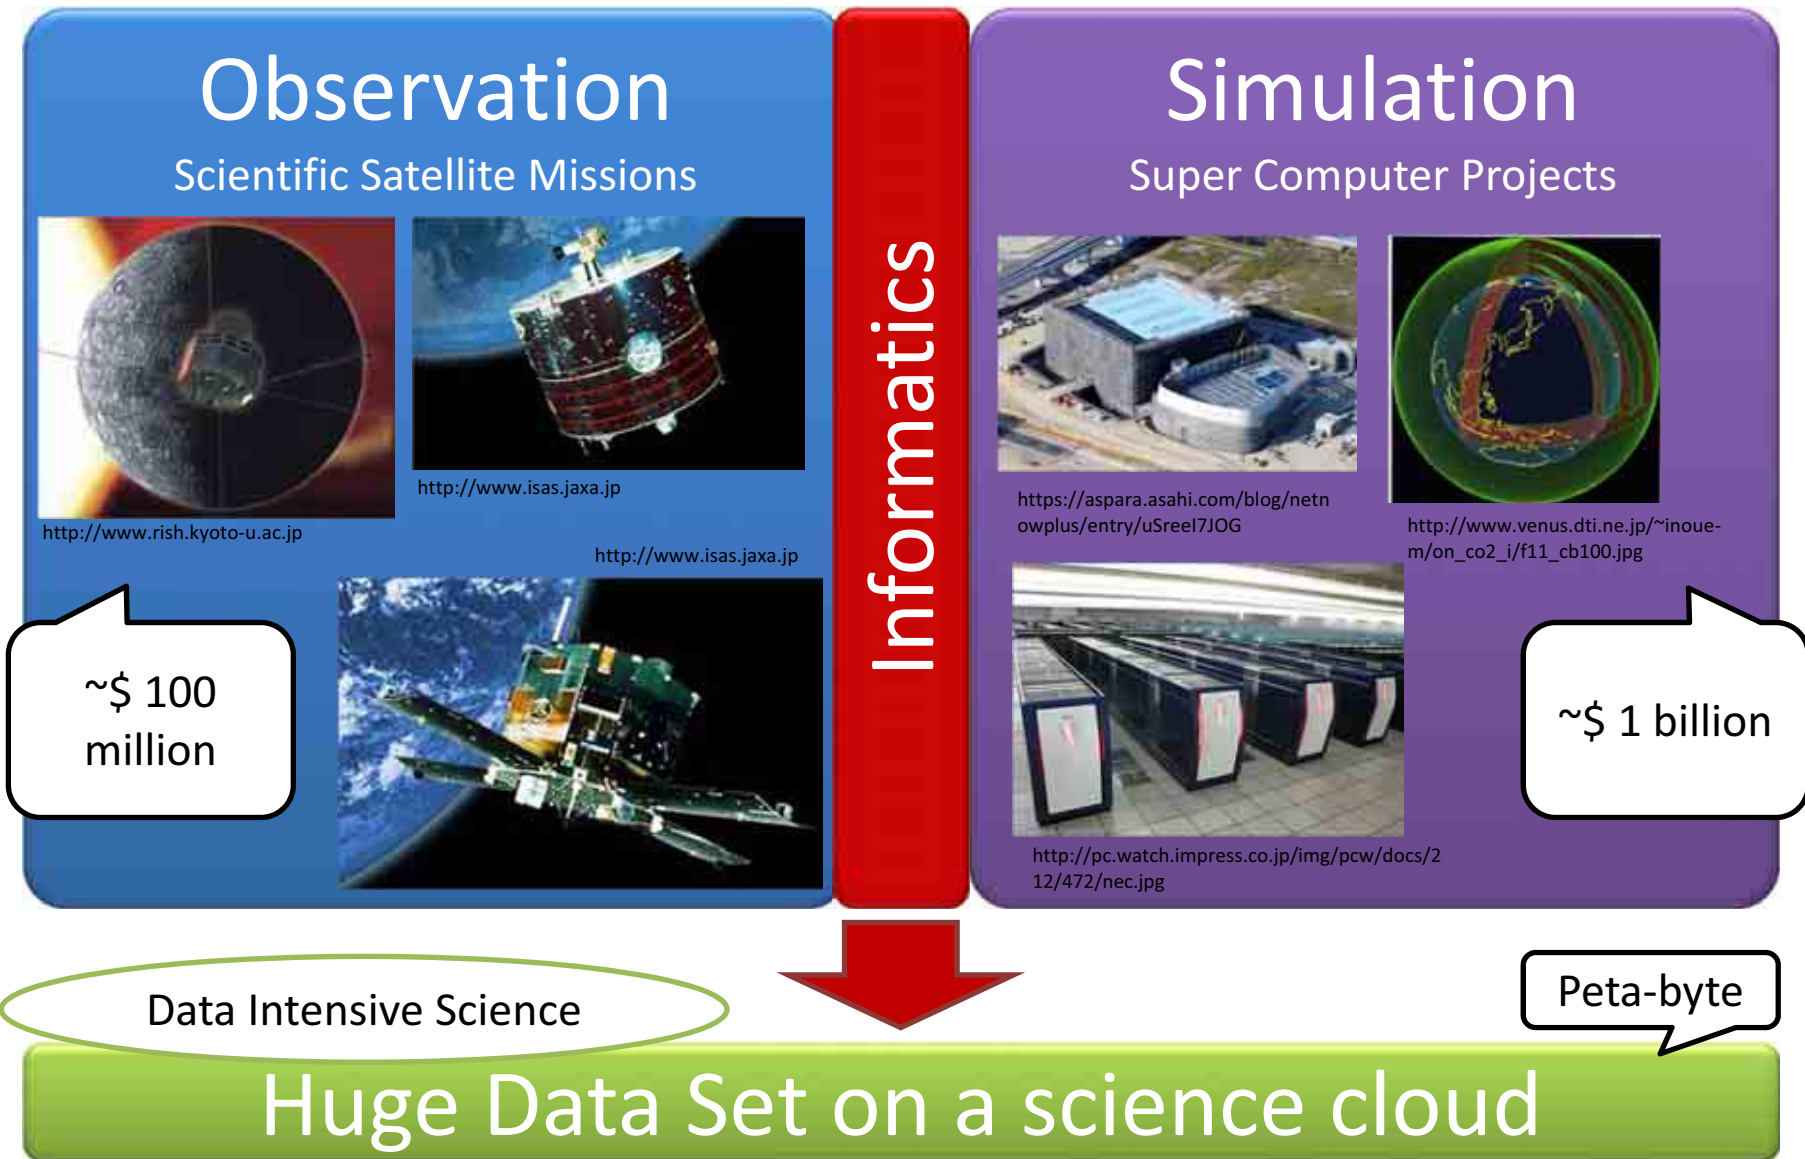 Observation
Scientific Satellite Missions
http://www.rish.kyoto-u.ac.jp
http://www.isas.jaxa.jp
http://www.isas.jaxa.jp
~$ 100
million
Informatics
Simulation
Super Computer Projects
https://aspara.asahi.com/blog/netn
owplus/entry/uSreeI7JOG
http://www.venus.dti.ne.jp/~inoue-
m/on_co2_i/f11_cb100.jpg
http://pc.watch.impress.co.jp/img/pcw/docs/2
12/472/nec.jpg
~$ 1 billion
Data Intensive Science
Peta-byte
Huge Data Set on a science cloud